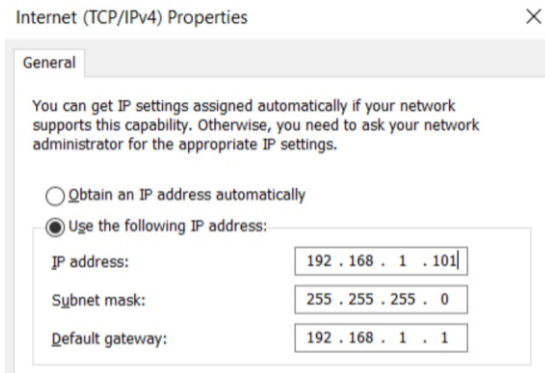 Internet (TCP/IPv4) Properties
General
You can get IP settings assigned automatically if your network
supports this capability. Otherwise, you need to ask your network
administrator for the appropriate IP settings.
Obtain an IP address automatically
Use the following IP address:
IP address: 192 . 168 . 1 . 101
Subnet mask: 255 . 255 . 255 . 0
Default gateway: 192 . 168 . 1 . 1